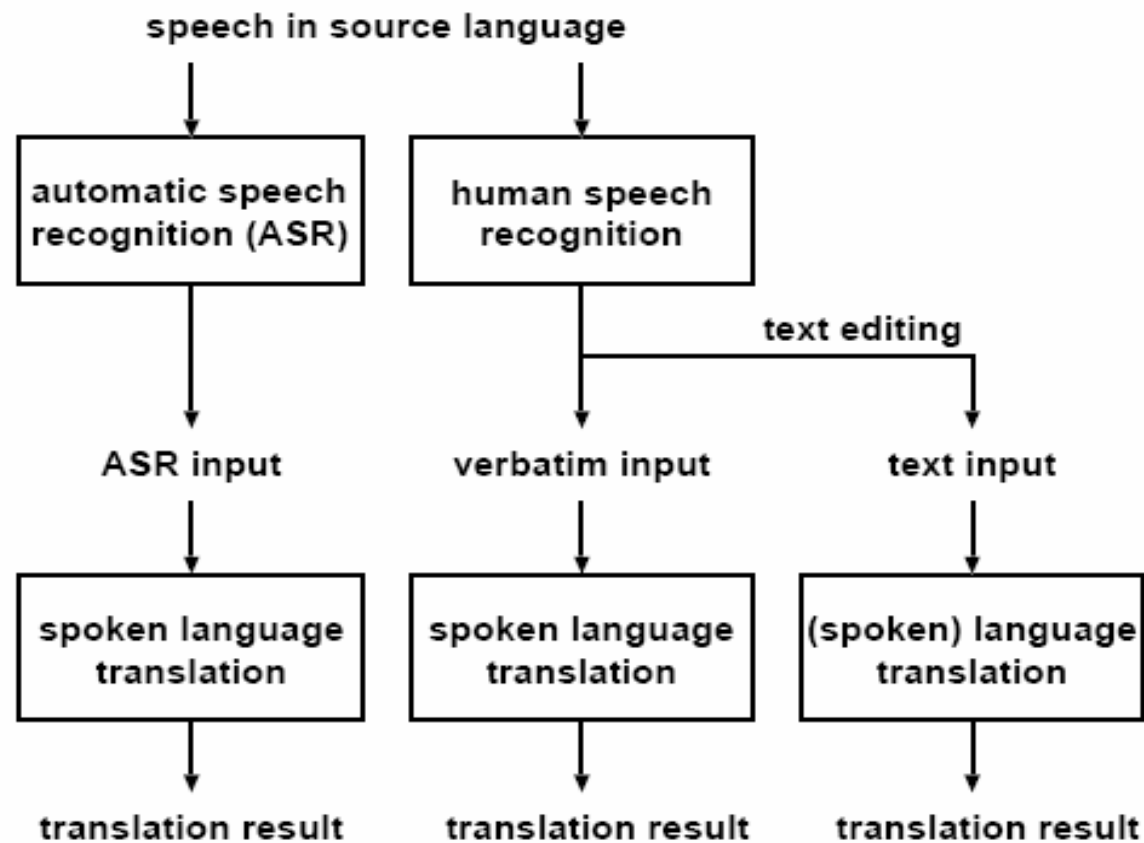 speech in source language
automatic speech
recognition (ASR)
human speech
recognition
text editing
ASR input
verbatim input
text input
spoken language
translation
spoken language
translation
(spoken) language
translation
translation result
translation result
translation result